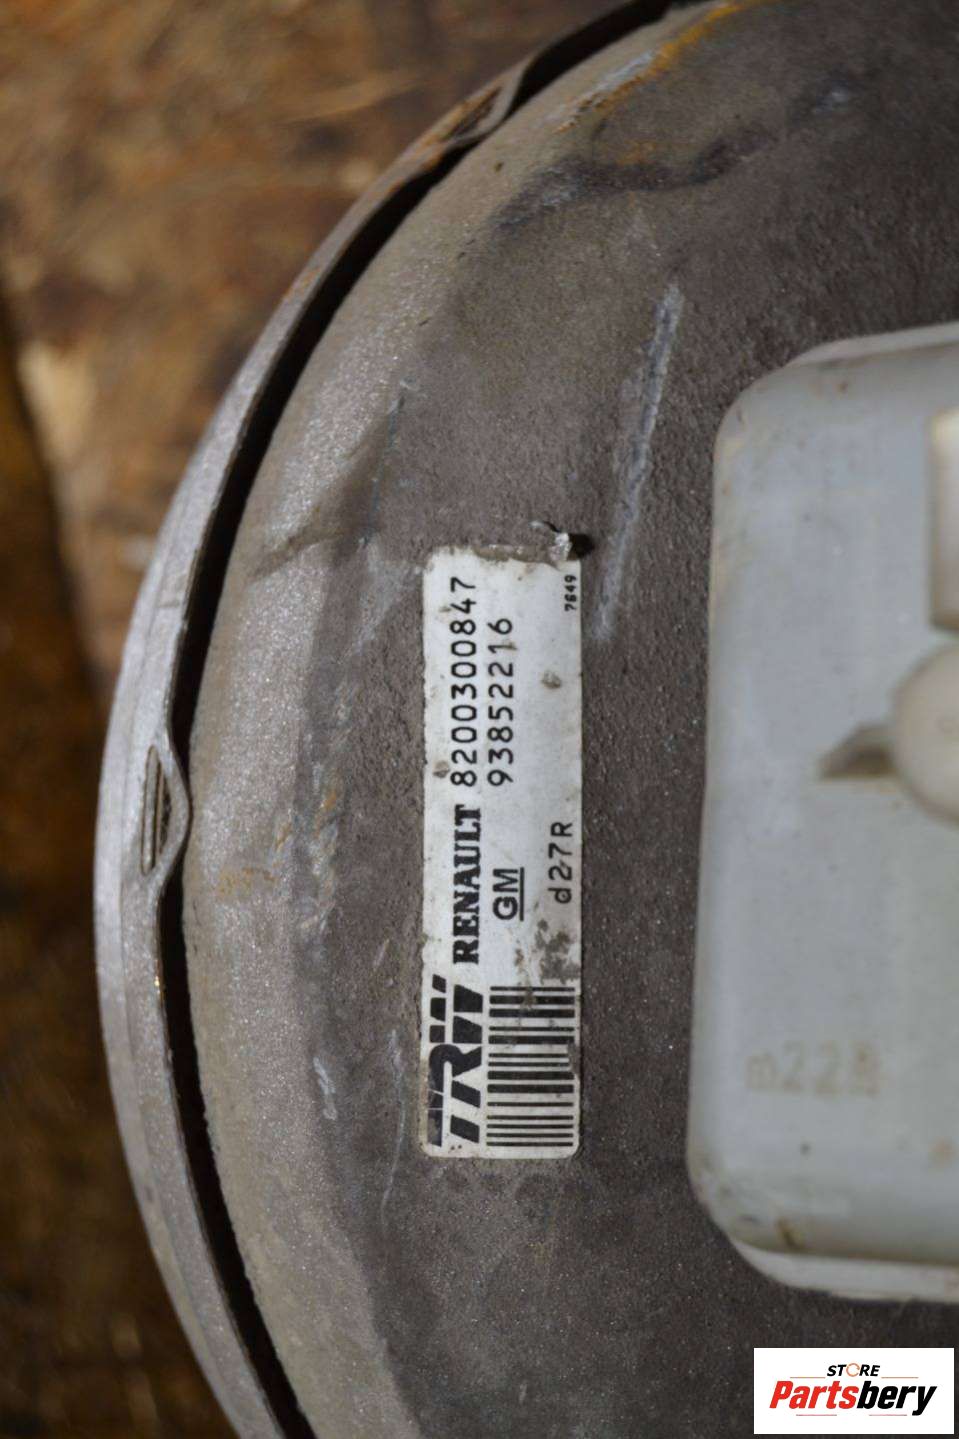 TRW RENAULT 8200300847
GM 93852216
d27R 7649
m228
STORE
Partsbery